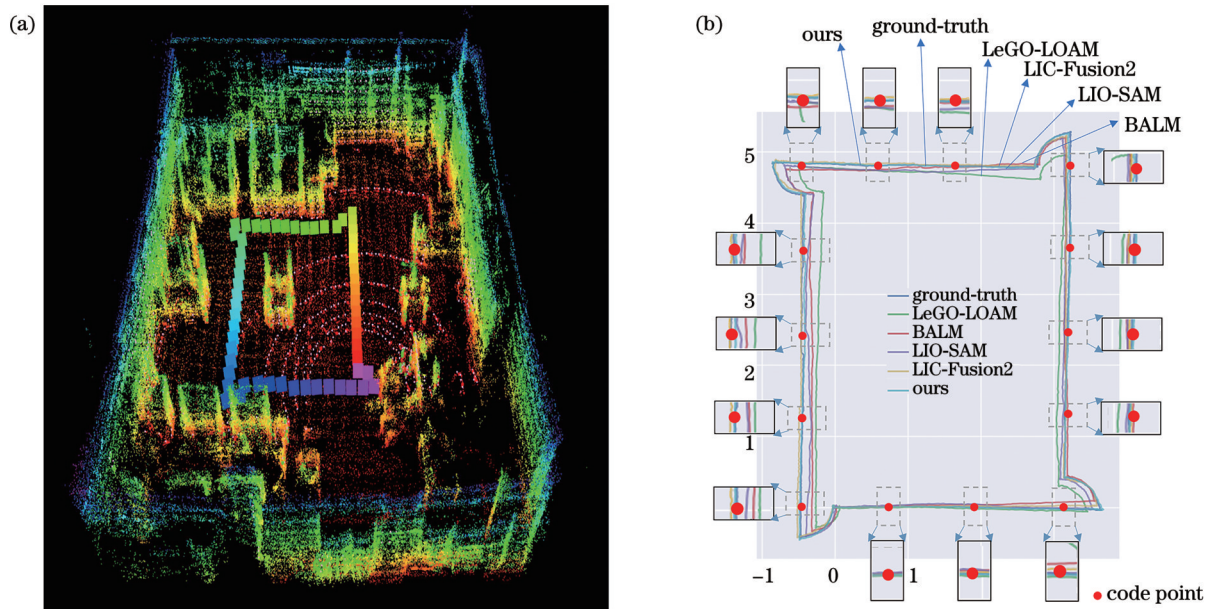 (a)
(b)
ours
ground-truth
LeGO-LOAM
LIC-Fusion2
LIO-SAM
BALM
5
4
3
2
1
ground-truth
LeGO-LOAM
BALM
LIO-SAM
LIC-Fusion2
ours
-1
0
1
code point